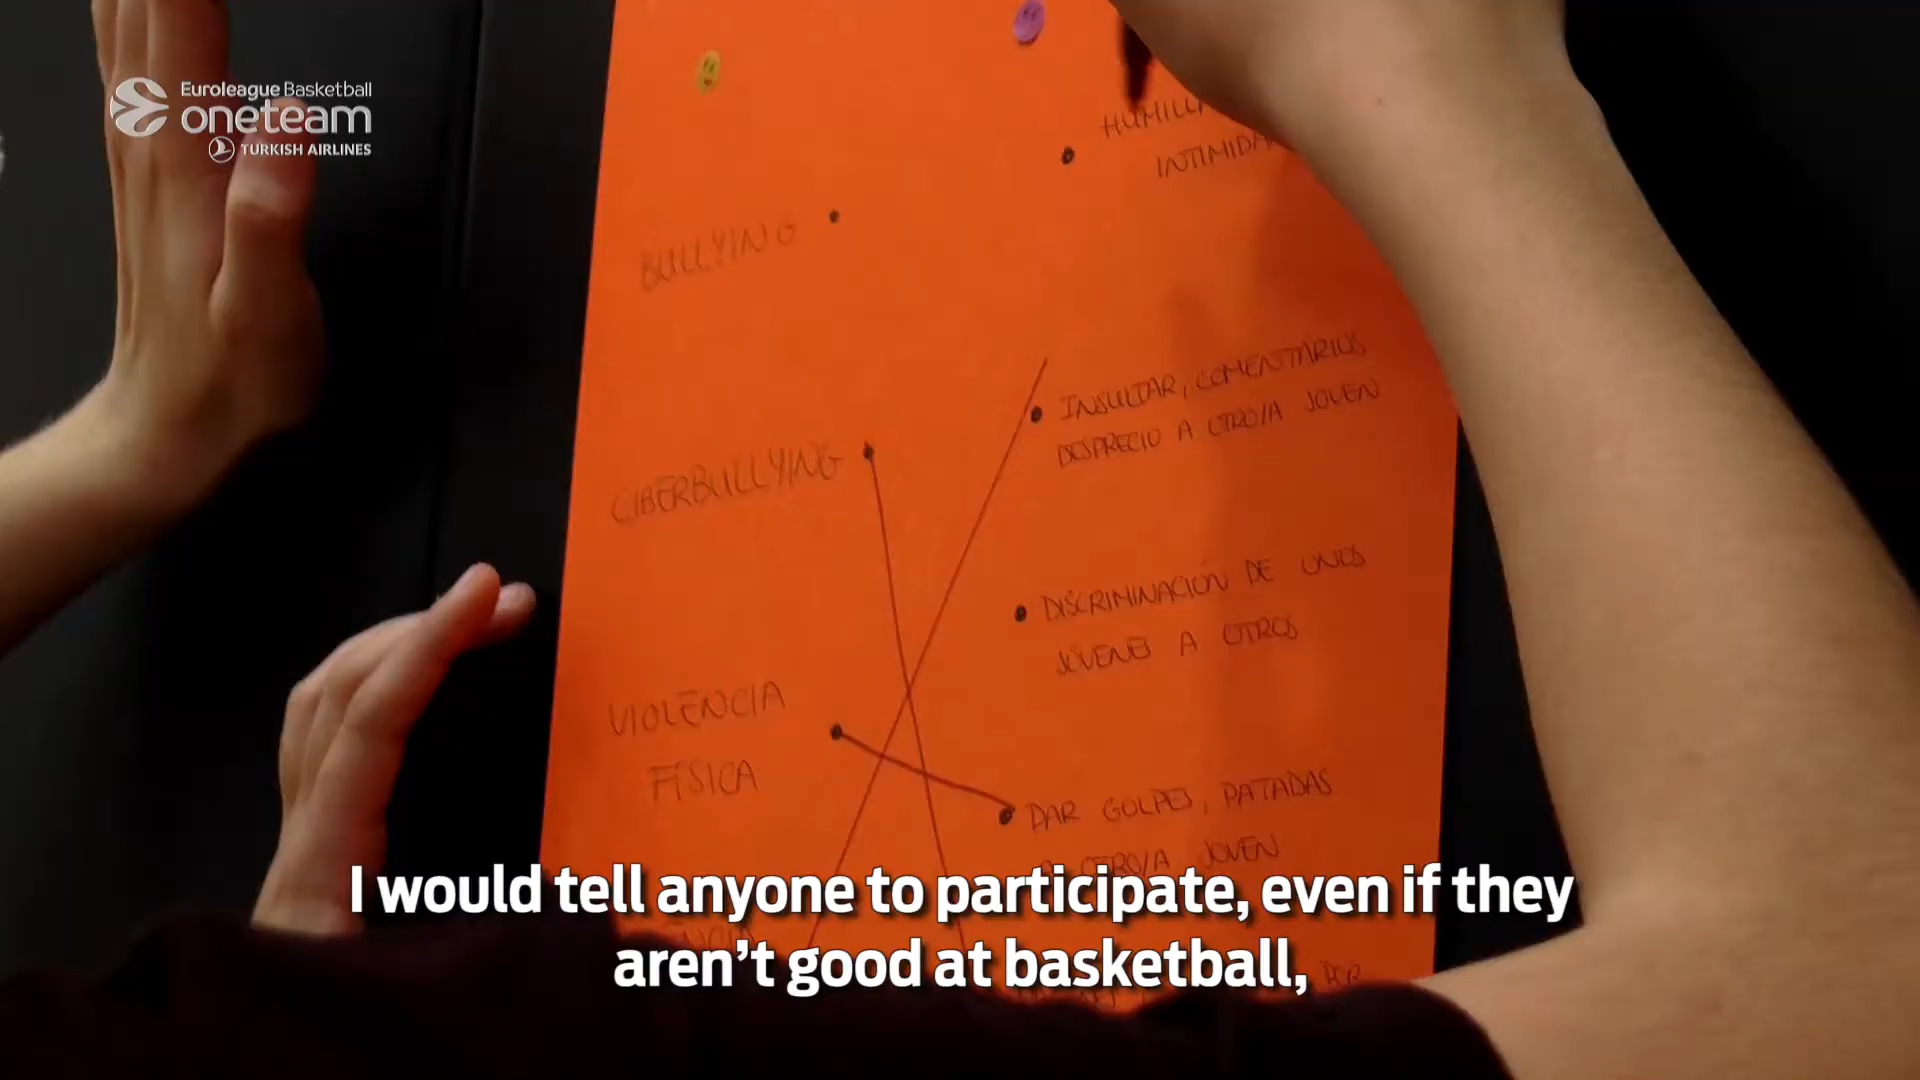 Euroleague Basketball
oneteam
TURKISH AIRLINES
INTIMIDA
BULLYING
INSULTAR, COMENTARIOS
DESPRECIO A OTRO/A JOVEN
CIBERBULLYING
DISCRIMINACIÓN DE UNOS
JÓVENES A OTROS
VIOLENCIA
FÍSICA
DAR GOLPES, PATADAS
OTRO/A JOVEN
I would tell anyone to participate, even if they
aren't good at basketball,